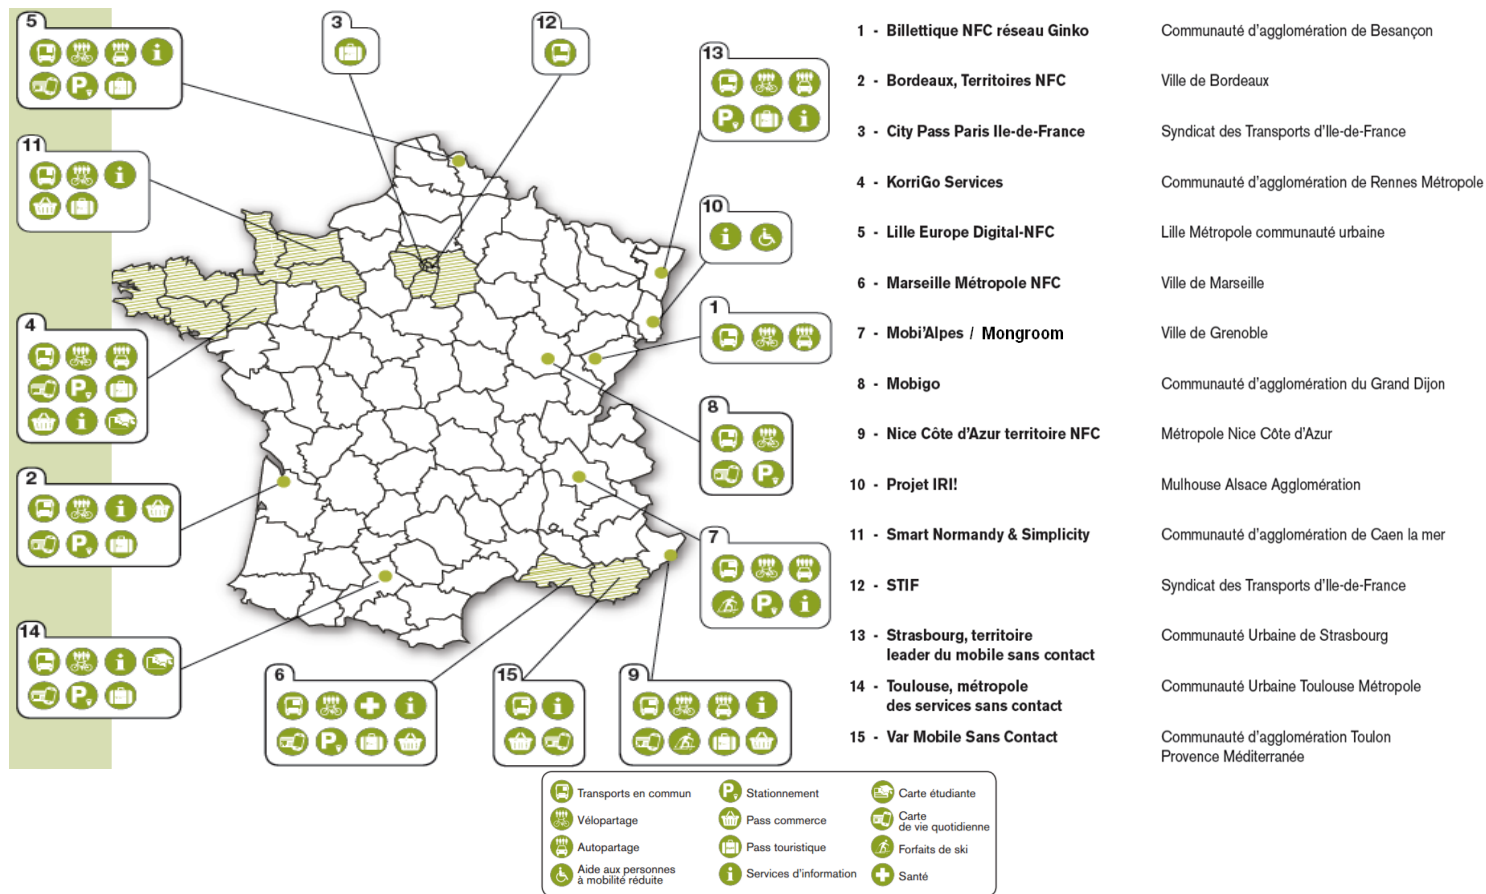 5
3
12
13
11
10
4
1
8
2
7
14
6
15
9
1 - Billettique NFC réseau Ginko Communauté d'agglomération de Besançon
2 - Bordeaux, Territoires NFC Ville de Bordeaux
3 - City Pass Paris Ile-de-France Syndicat des Transports d'Ile-de-France
4 - KorriGo Services Communauté d'agglomération de Rennes Métropole
5 - Lille Europe Digital-NFC Lille Métropole communauté urbaine
6 - Marseille Métropole NFC Ville de Marseille
7 - Mobi'Alpes / Mongroom Ville de Grenoble
8 - Mobigo Communauté d'agglomération du Grand Dijon
9 - Nice Côte d'Azur territoire NFC Métropole Nice Côte d'Azur
10 - Projet IRI! Mulhouse Alsace Agglomération
11 - Smart Normandy & Simplicity Communauté d'agglomération de Caen la mer
12 - STIF Syndicat des Transports d'Ile-de-France
13 - Strasbourg, territoire Communauté Urbaine de Strasbourg
leader du mobile sans contact
14 - Toulouse, métropole Communauté Urbaine Toulouse Métropole
des services sans contact
15 - Var Mobile Sans Contact Communauté d'agglomération Toulon
Provence Méditerranée
Transports en commun
Vélopartage
Autopartage
Aide aux personnes
à mobilité réduite
Stationnement
Pass commerce
Pass touristique
Services d'information
Carte étudiante
Carte
de vie quotidienne
Forfaits de ski
Santé